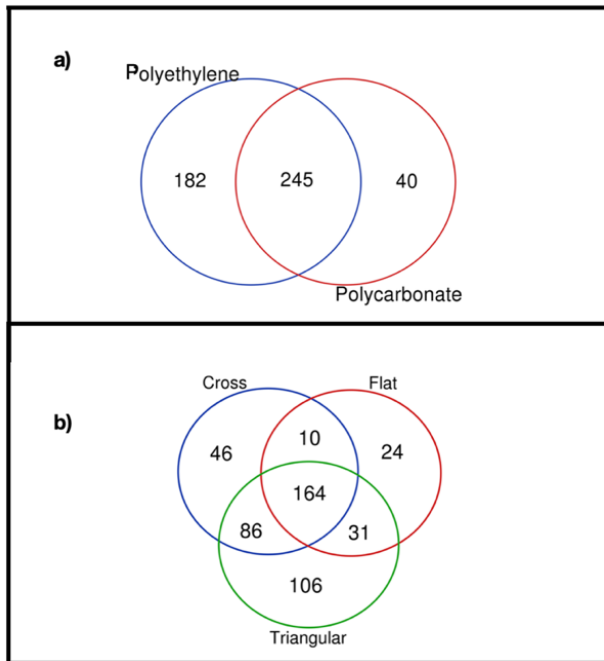 a)
Polyethylene
182 245 40
Polycarbonate
Cross Flat
b)
46 10 24
164
86 31
106
Triangular